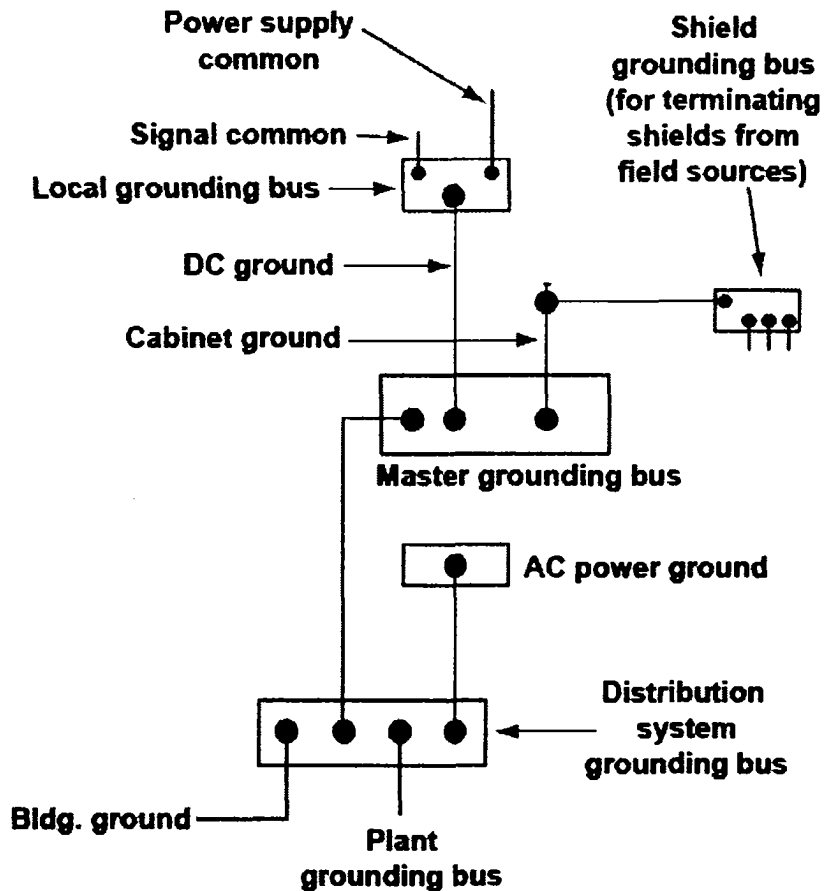 Power supply
common
Shield
grounding bus
(for terminating
shields from
field sources)
Signal common
Local grounding bus
DC ground
Cabinet ground
Master grounding bus
AC power ground
Distribution
system
grounding bus
Bldg. ground
Plant
grounding bus